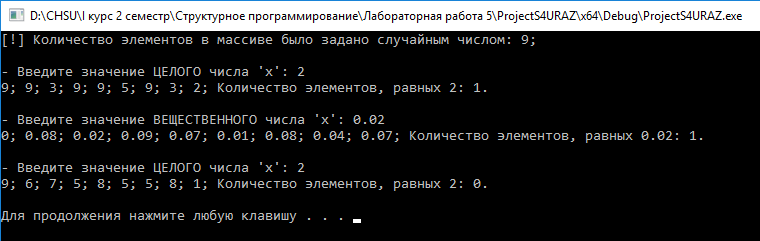 D:\CHSU\I курс 2 семестр\Структурное программирование\Лабораторная работа 5\ProjectS4URAZ\x64\Debug\ProjectS4URAZ.exe
[!] Количество элементов в массиве было задано случайным числом: 9;
- Введите значение ЦЕЛОГО числа 'x': 2
9; 9; 3; 9; 9; 5; 9; 3; 2; Количество элементов, равных 2: 1.
- Введите значение ВЕЩЕСТВЕННОГО числа 'x': 0.02
0; 0.08; 0.02; 0.09; 0.07; 0.01; 0.08; 0.04; 0.07; Количество элементов, равных 0.02: 1.
- Введите значение ЦЕЛОГО числа 'x': 2
9; 6; 7; 5; 8; 5; 5; 8; 1; Количество элементов, равных 2: 0.
Для продолжения нажмите любую клавишу . . .